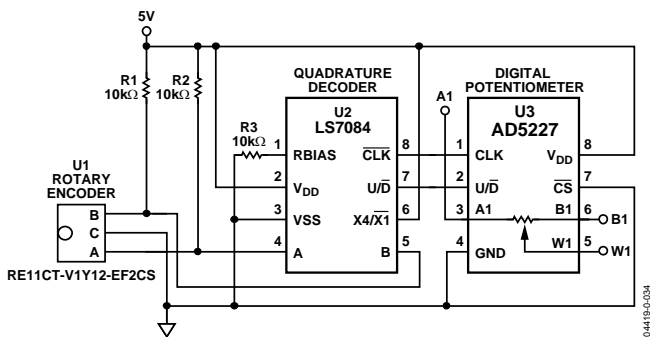 5V
R1
10kΩ
R2
10kΩ
QUADRATURE
DECODER
DIGITAL
POTENTIOMETER
A1
R3
10kΩ
U2
LS7084
U3
AD5227
1
RBIAS
CLK
8
1
CLK
VDD
8
2
VDD
U/D
7
2
U/D
CS
7
3
VSS
X4/X1
6
3
A1
B1
6
B1
4
A
B
5
4
GND
W1
5
W1
U1
ROTARY
ENCODER
B
C
A
RE11CT-V1Y12-EF2CS
04419-0-034